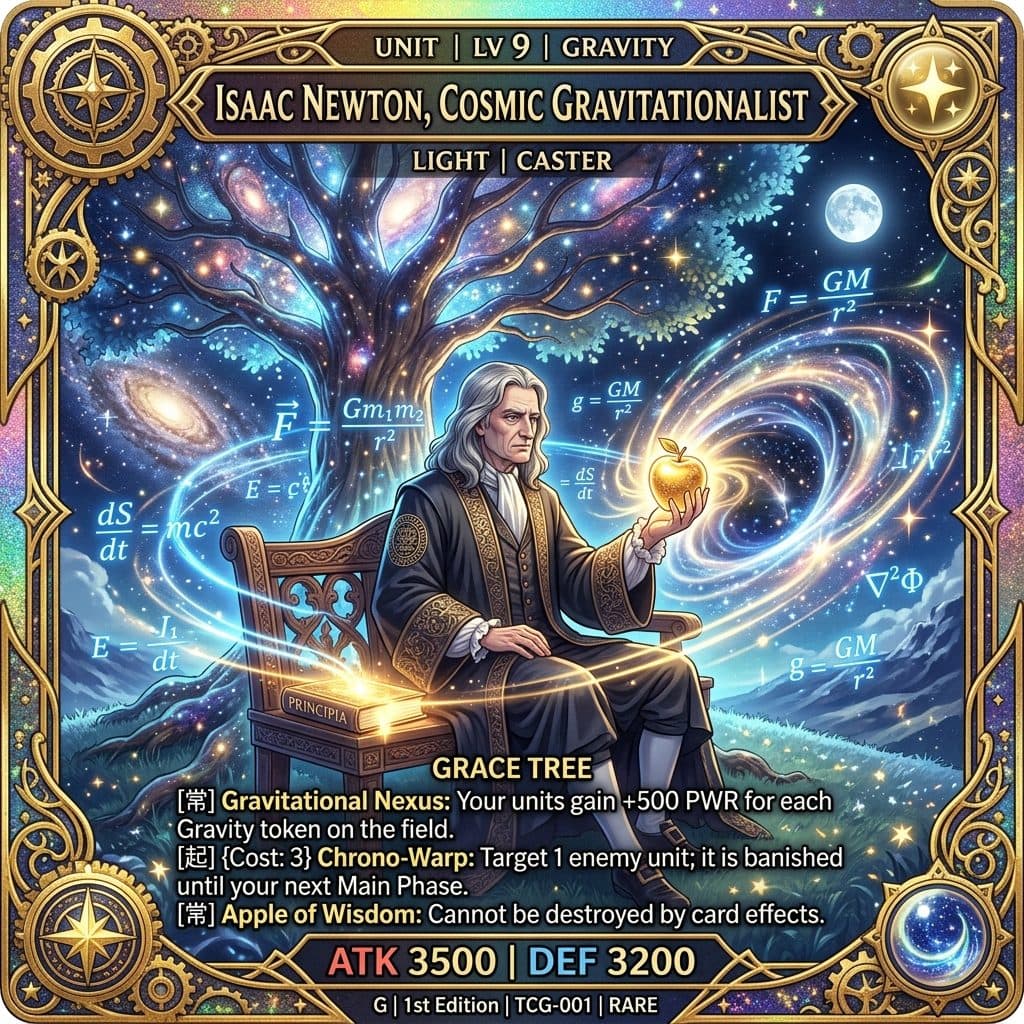 UNIT | LV 9 | GRAVITY
ISAAC NEWTON, COSMIC GRAVITATIONALIST
LIGHT | CASTER
F = GM / r²
g = GM / r²
F⃗ = Gm₁m₂ / r²
= dS / dt
dS / dt = mc²
∇²Φ
E = I₁ / dt
g = GM / r²
PRINCIPIA
GRACE TREE
[常] Gravitational Nexus: Your units gain +500 PWR for each
Gravity token on the field.
[起] {Cost: 3} Chrono-Warp: Target 1 enemy unit; it is banished
until your next Main Phase.
[常] Apple of Wisdom: Cannot be destroyed by card effects.
ATK 3500 | DEF 3200
G | 1st Edition | TCG-001 | RARE